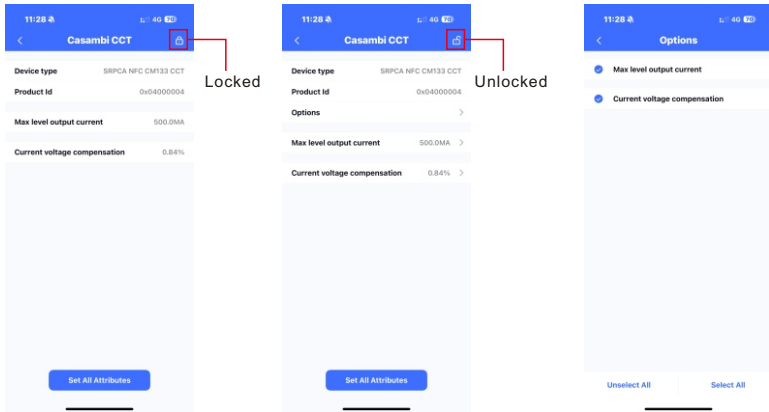 11:28 4G 78
Casambi CCT
Device type SRPCA NFC CM133 CCT
Product Id 0x04000004
Max level output current 500.0MA
Current voltage compensation 0.84%
Set All Attributes
Locked
11:28 4G 78
Casambi CCT
Device type SRPCA NFC CM133 CCT
Product Id 0x04000004
Options
Max level output current 500.0MA
Current voltage compensation 0.84%
Set All Attributes
Unlocked
11:28 4G
Options
Max level output current
Current voltage compensation
Unselect All Select All